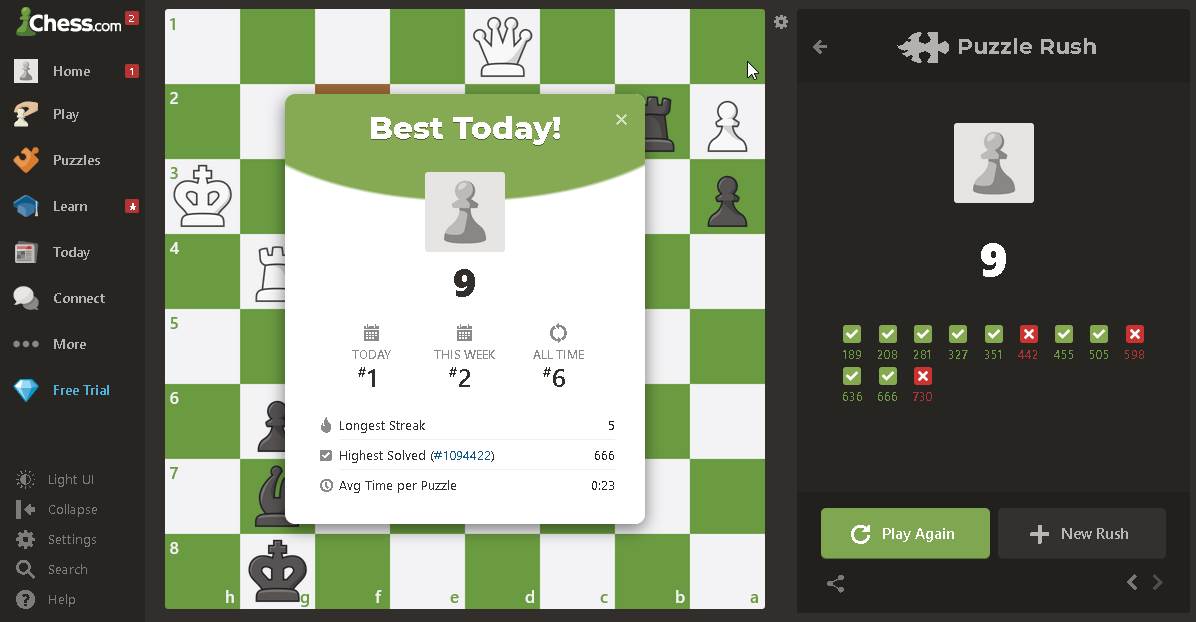 Chess.com 2
Home 1
Play
Puzzles
Learn
Today
Connect
More
Free Trial
Light UI
Collapse
Settings
Search
Help
1
2
3
4
5
6
7
8
h g f e d c b a
Best Today!
9
TODAY THIS WEEK ALL TIME
#1 #2 #6
Longest Streak 5
Highest Solved (#1094422) 666
Avg Time per Puzzle 0:23
Puzzle Rush
9
189 208 281 327 351 442 455 505 598
636 666 730
Play Again New Rush